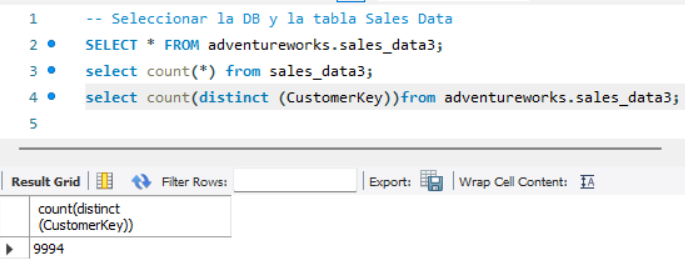 1 -- Seleccionar la DB y la tabla Sales Data
2 SELECT * FROM adventureworks.sales_data3;
3 select count(*) from sales_data3;
4 select count(distinct (CustomerKey))from adventureworks.sales_data3;
5
Result Grid Filter Rows: Export: Wrap Cell Content: IA
count(distinct
(CustomerKey))
9994